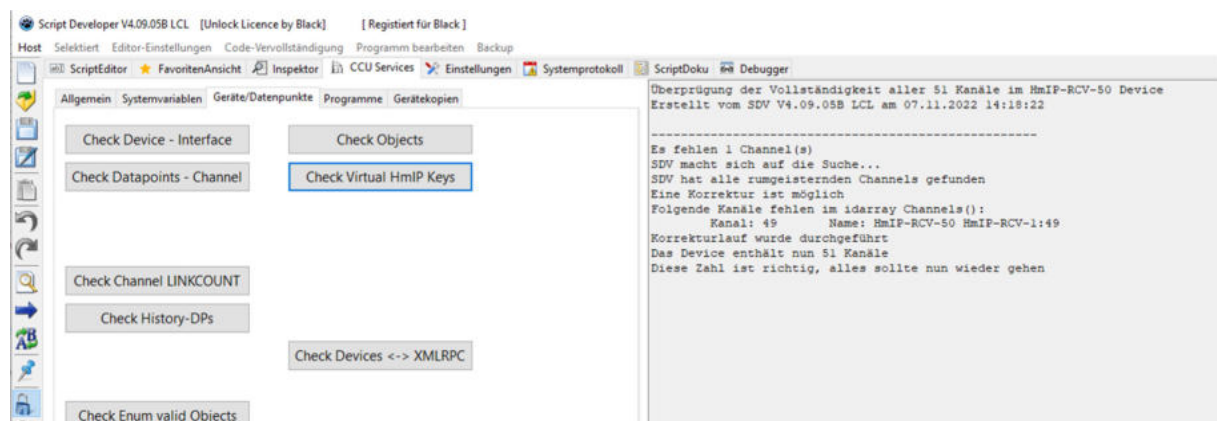 Script Developer V4.09.05B LCL [Unlock Licence by Black] [ Registiert für Black ]
Host Selektiert Editor-Einstellungen Code-Vervollständigung Programm bearbeiten Backup
ScriptEditor FavoritenAnsicht Inspektor CCU Services Einstellungen Systemprotokoll ScriptDoku Debugger
Allgemein Systemvariablen Geräte/Datenpunkte Programme Gerätekopien
Check Device - Interface
Check Objects
Check Datapoints - Channel
Check Virtual HmIP Keys
Check Channel LINKCOUNT
Check History-DPs
Check Devices <-> XMLRPC
Check Enum valid Objects
Überprügung der Vollständigkeit aller 51 Kanäle im HmIP-RCV-50 Device
Erstellt vom SDV V4.09.05B LCL am 07.11.2022 14:18:22
----------------------------------------------------
Es fehlen 1 Channel(s)
SDV macht sich auf die Suche...
SDV hat alle rumgeisternden Channels gefunden
Eine Korrektur ist möglich
Folgende Kanäle fehlen im idarray Channels():
Kanal: 49 Name: HmIP-RCV-50 HmIP-RCV-1:49
Korrekturlauf wurde durchgeführt
Das Device enthält nun 51 Kanäle
Diese Zahl ist richtig, alles sollte nun wieder gehen